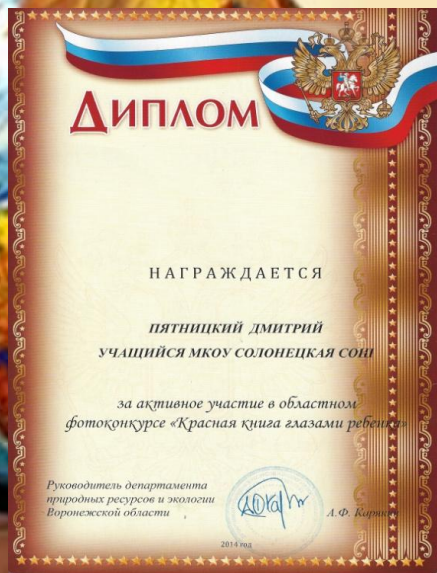 ДИПЛОМ
НАГРАЖДАЕТСЯ
ПЯТНИЦКИЙ ДМИТРИЙ
УЧАЩИЙСЯ МКОУ СОЛОНЕЦКАЯ
за активное участие в областном
фотоконкурсе «Красная книга глазами ребенка»
Руководитель департамента
природных ресурсов и экологии
Воронежской области
А.Ф.
2014 год